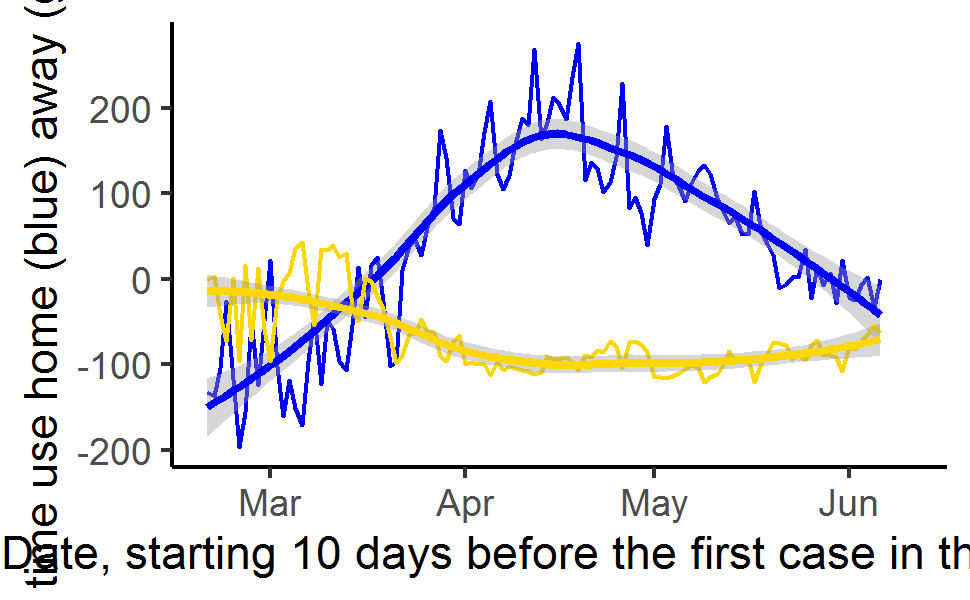 time use home (blue) away (
200
100
0
-100
-200
Mar Apr May Jun
Date, starting 10 days before the first case in th